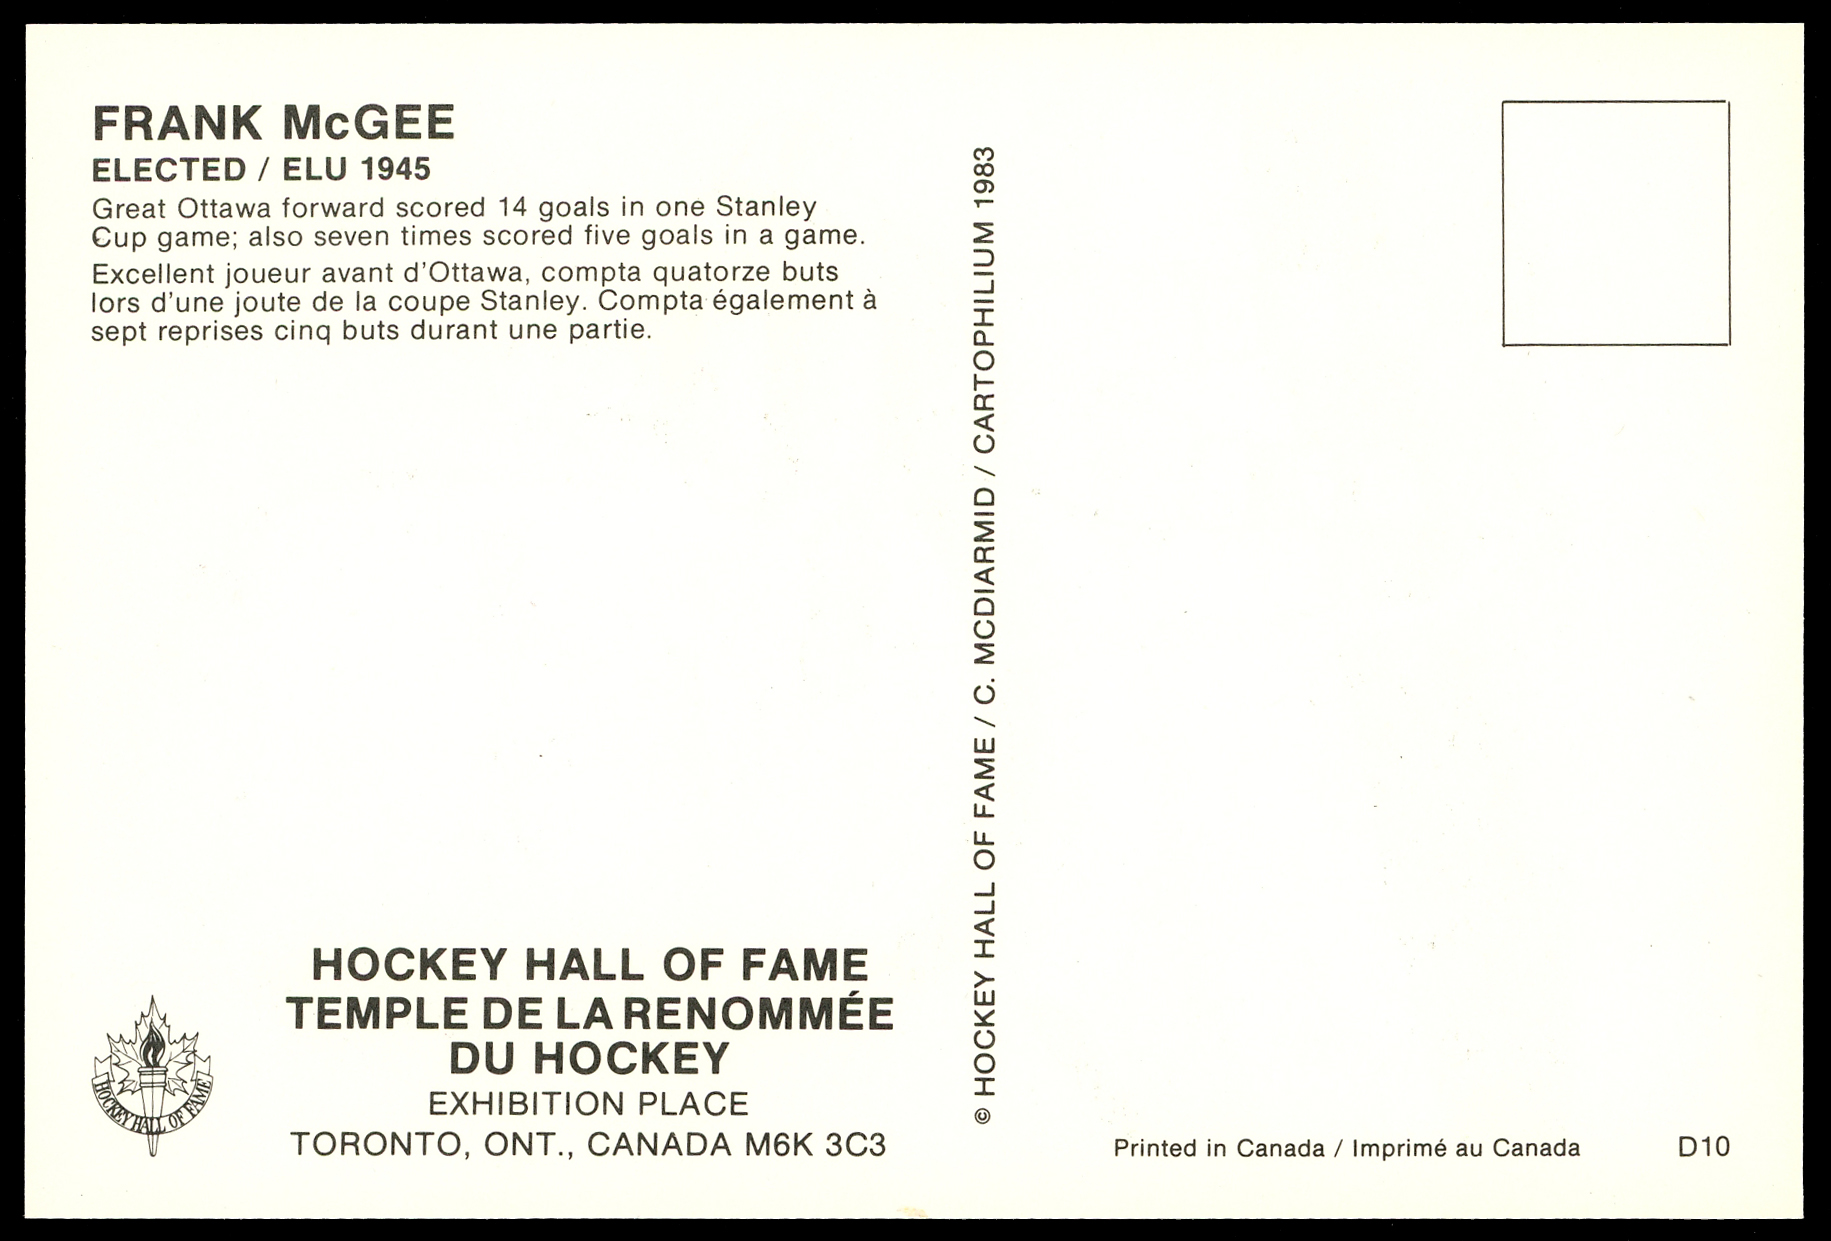 FRANK McGEE
ELECTED / ELU 1945
Great Ottawa forward scored 14 goals in one Stanley
Cup game; also seven times scored five goals in a game.
Excellent joueur avant d'Ottawa, compta quatorze buts
lors d'une joute de la coupe Stanley. Compta également à
sept reprises cinq buts durant une partie.
HOCKEY HALL OF FAME
TEMPLE DE LA RENOMMÉE
DU HOCKEY
EXHIBITION PLACE
TORONTO, ONT., CANADA M6K 3C3
HOCKEY HALL OF FAME
© HOCKEY HALL OF FAME / C. MCDIARMID / CARTOPHILIUM 1983
Printed in Canada / Imprimé au Canada
D10